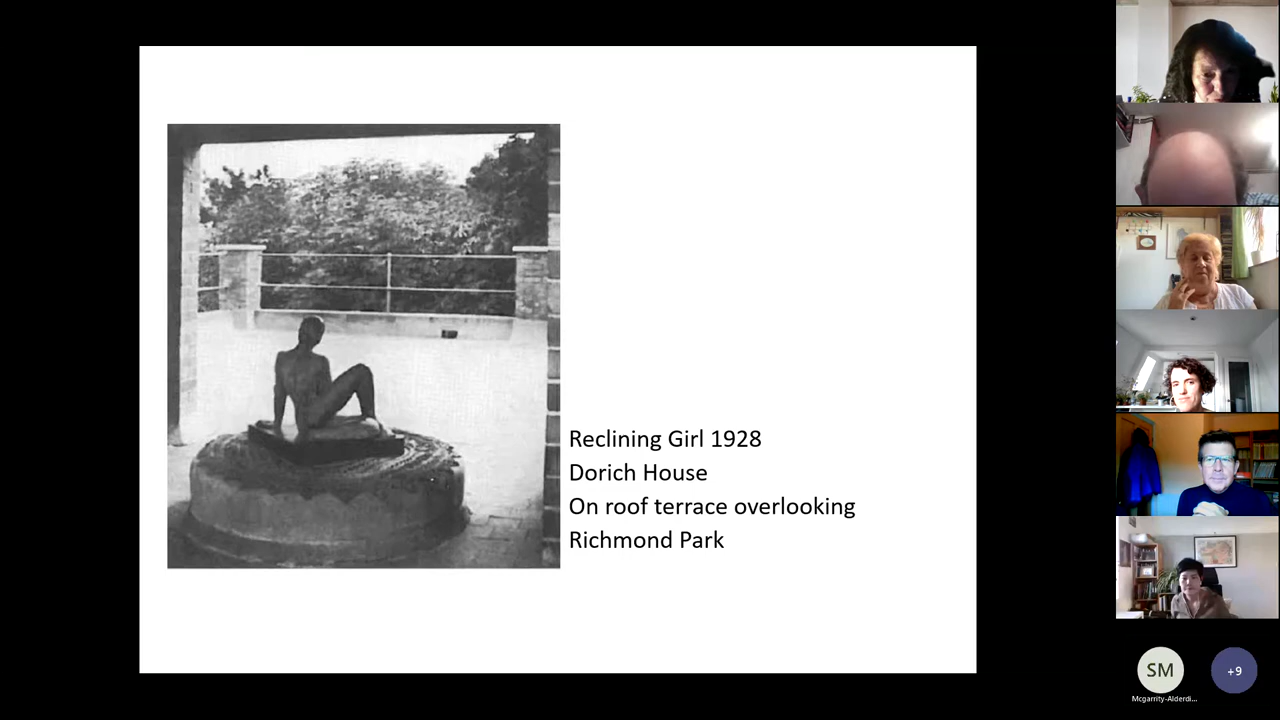 Reclining Girl 1928
Dorich House
On roof terrace overlooking
Richmond Park
SM
+9
Mcgarrity-Alderdi...